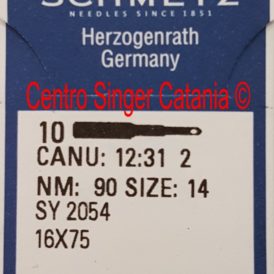 SCHMETZ
NEEDLES SINCE 1851
Herzogenrath
Germany
Centro Singer Catania ©
10
CANU: 12:31 2
NM: 90 SIZE: 14
SY 2054
16X75